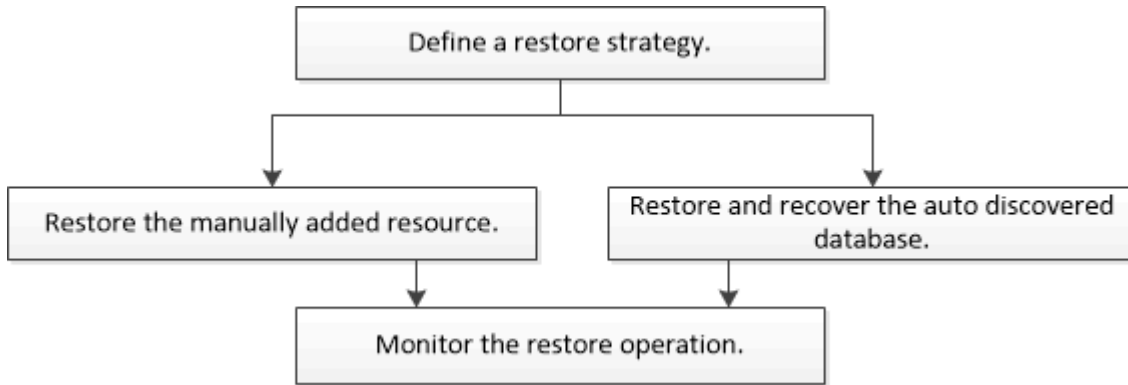 Define a restore strategy.
Restore the manually added resource.
Restore and recover the auto discovered
database.
Monitor the restore operation.